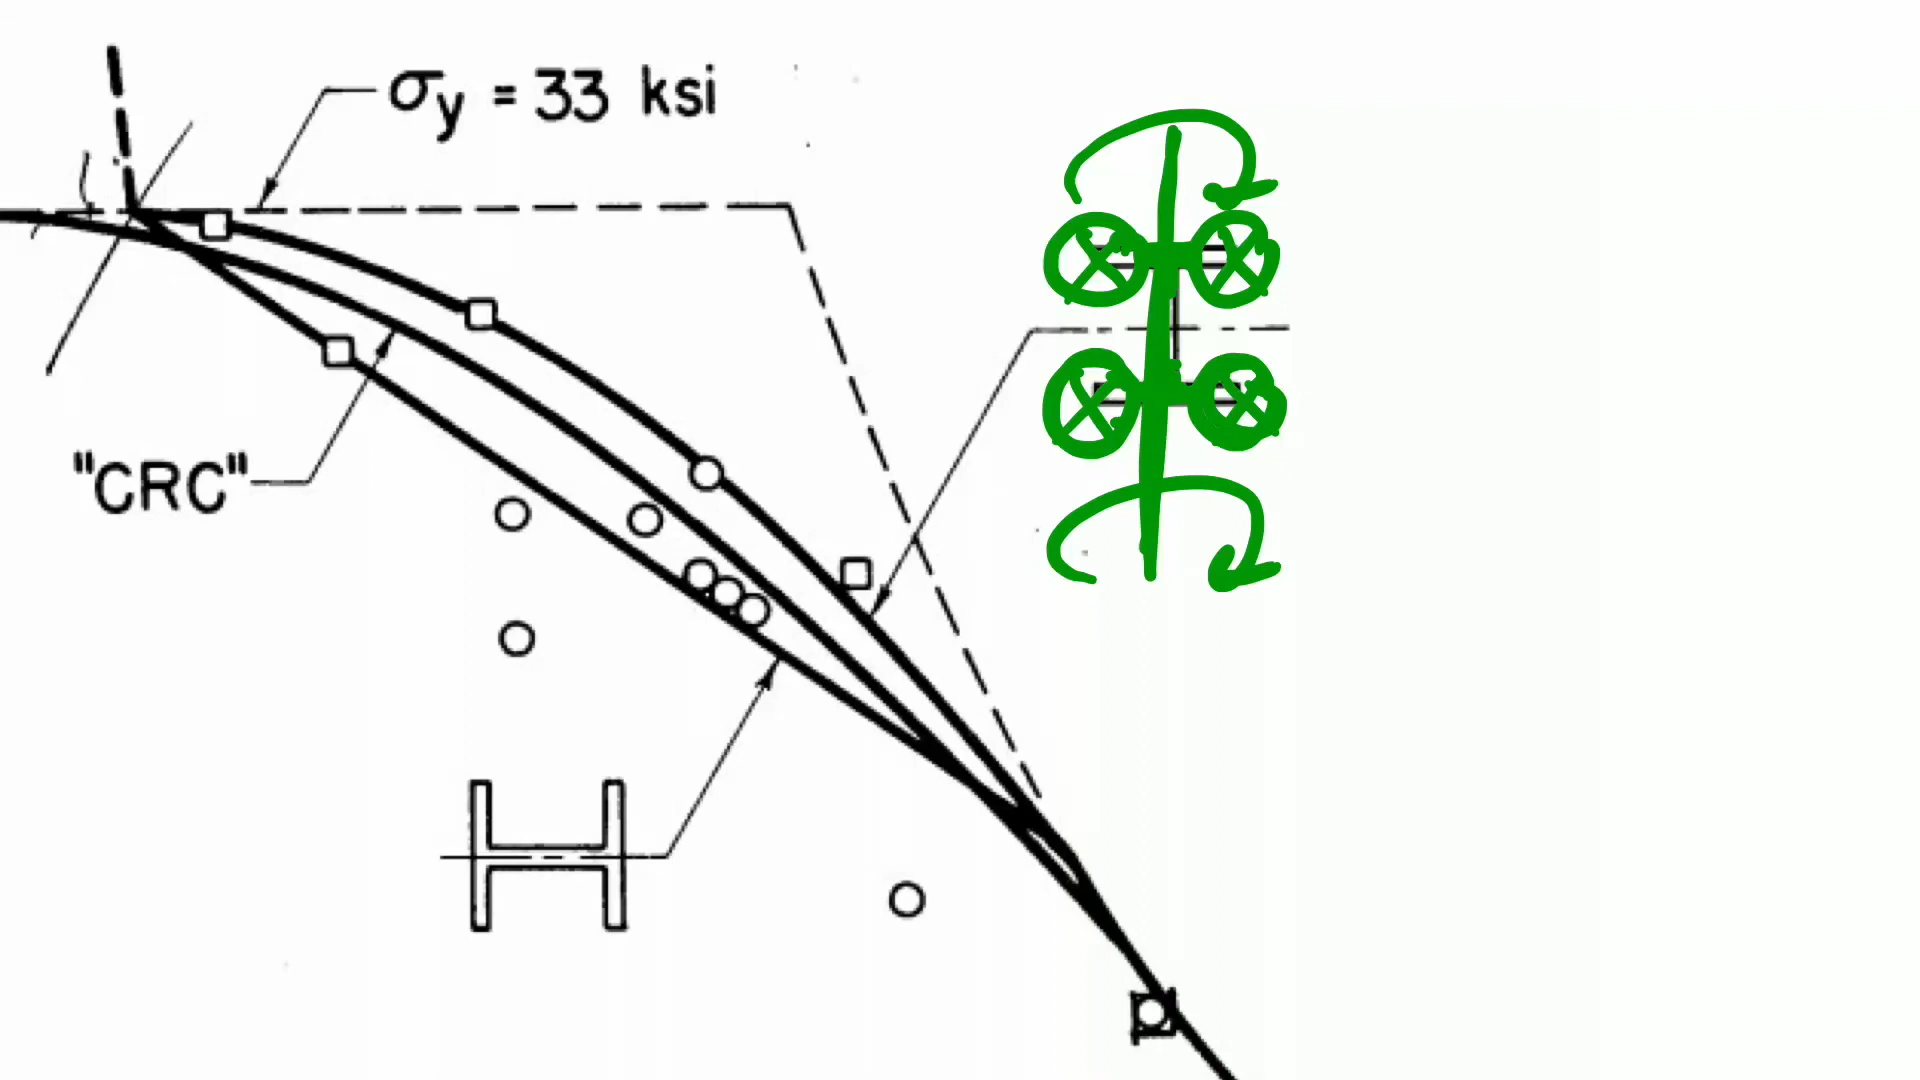 σy = 33 ksi
"CRC"